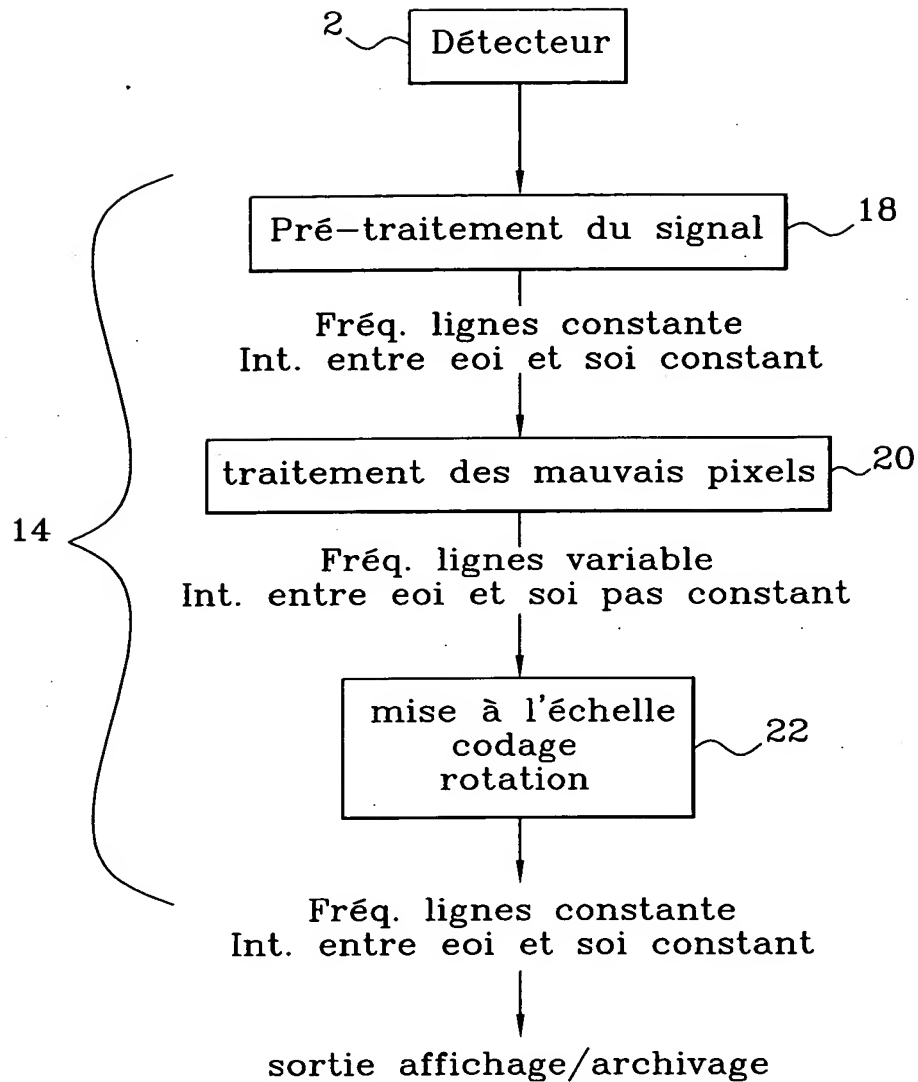 2
Détecteur
Pré-traitement du signal
18
Fréq. lignes constante
Int. entre eoi et soi constant
traitement des mauvais pixels
20
14
Fréq. lignes variable
Int. entre eoi et soi pas constant
mise à l'échelle
codage
rotation
22
Fréq. lignes constante
Int. entre eoi et soi constant
sortie affichage/archivage